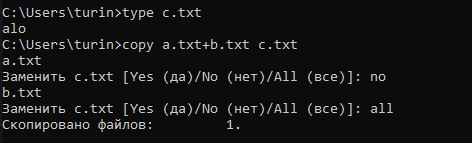 C:\Users\turin>type c.txt
alo
C:\Users\turin>copy a.txt+b.txt c.txt
a.txt
Заменить c.txt [Yes (да)/No (нет)/All (все)]: no
b.txt
Заменить c.txt [Yes (да)/No (нет)/All (все)]: all
Скопировано файлов:         1.